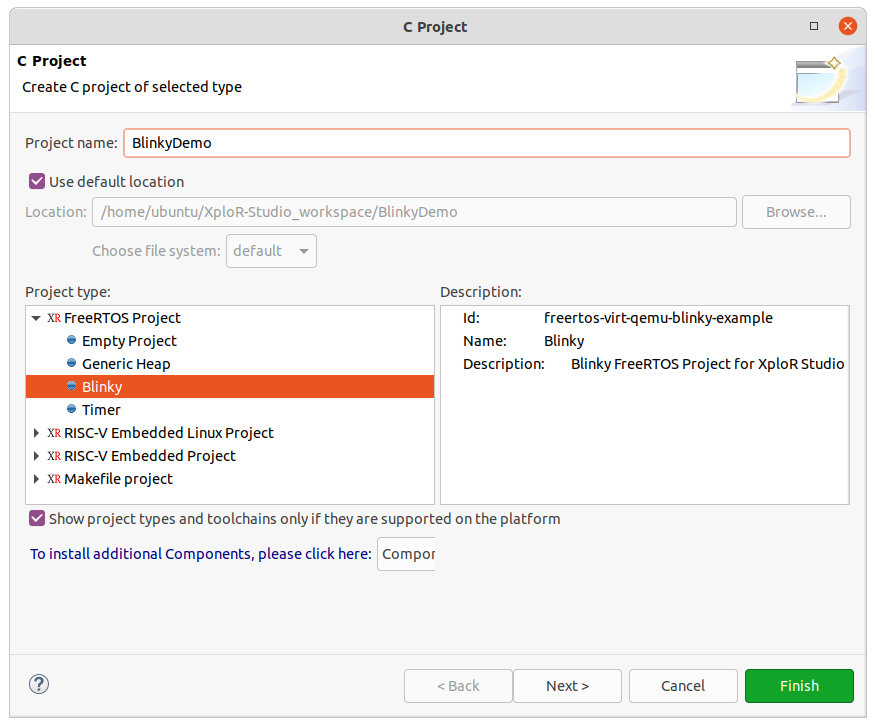 C Project
C Project
Create C project of selected type
Project name: BlinkyDemo
Use default location
Location: /home/ubuntu/XploR-Studio_workspace/BlinkyDemo Browse...
Choose file system: default
Project type:
XR FreeRTOS Project
Empty Project
Generic Heap
Blinky
Timer
XR RISC-V Embedded Linux Project
XR RISC-V Embedded Project
XR Makefile project
Description:
Id: freertos-virt-qemu-blinky-example
Name: Blinky
Description: Blinky FreeRTOS Project for XploR Studio
Show project types and toolchains only if they are supported on the platform
To install additional Components, please click here: Compor
? < Back Next > Cancel Finish